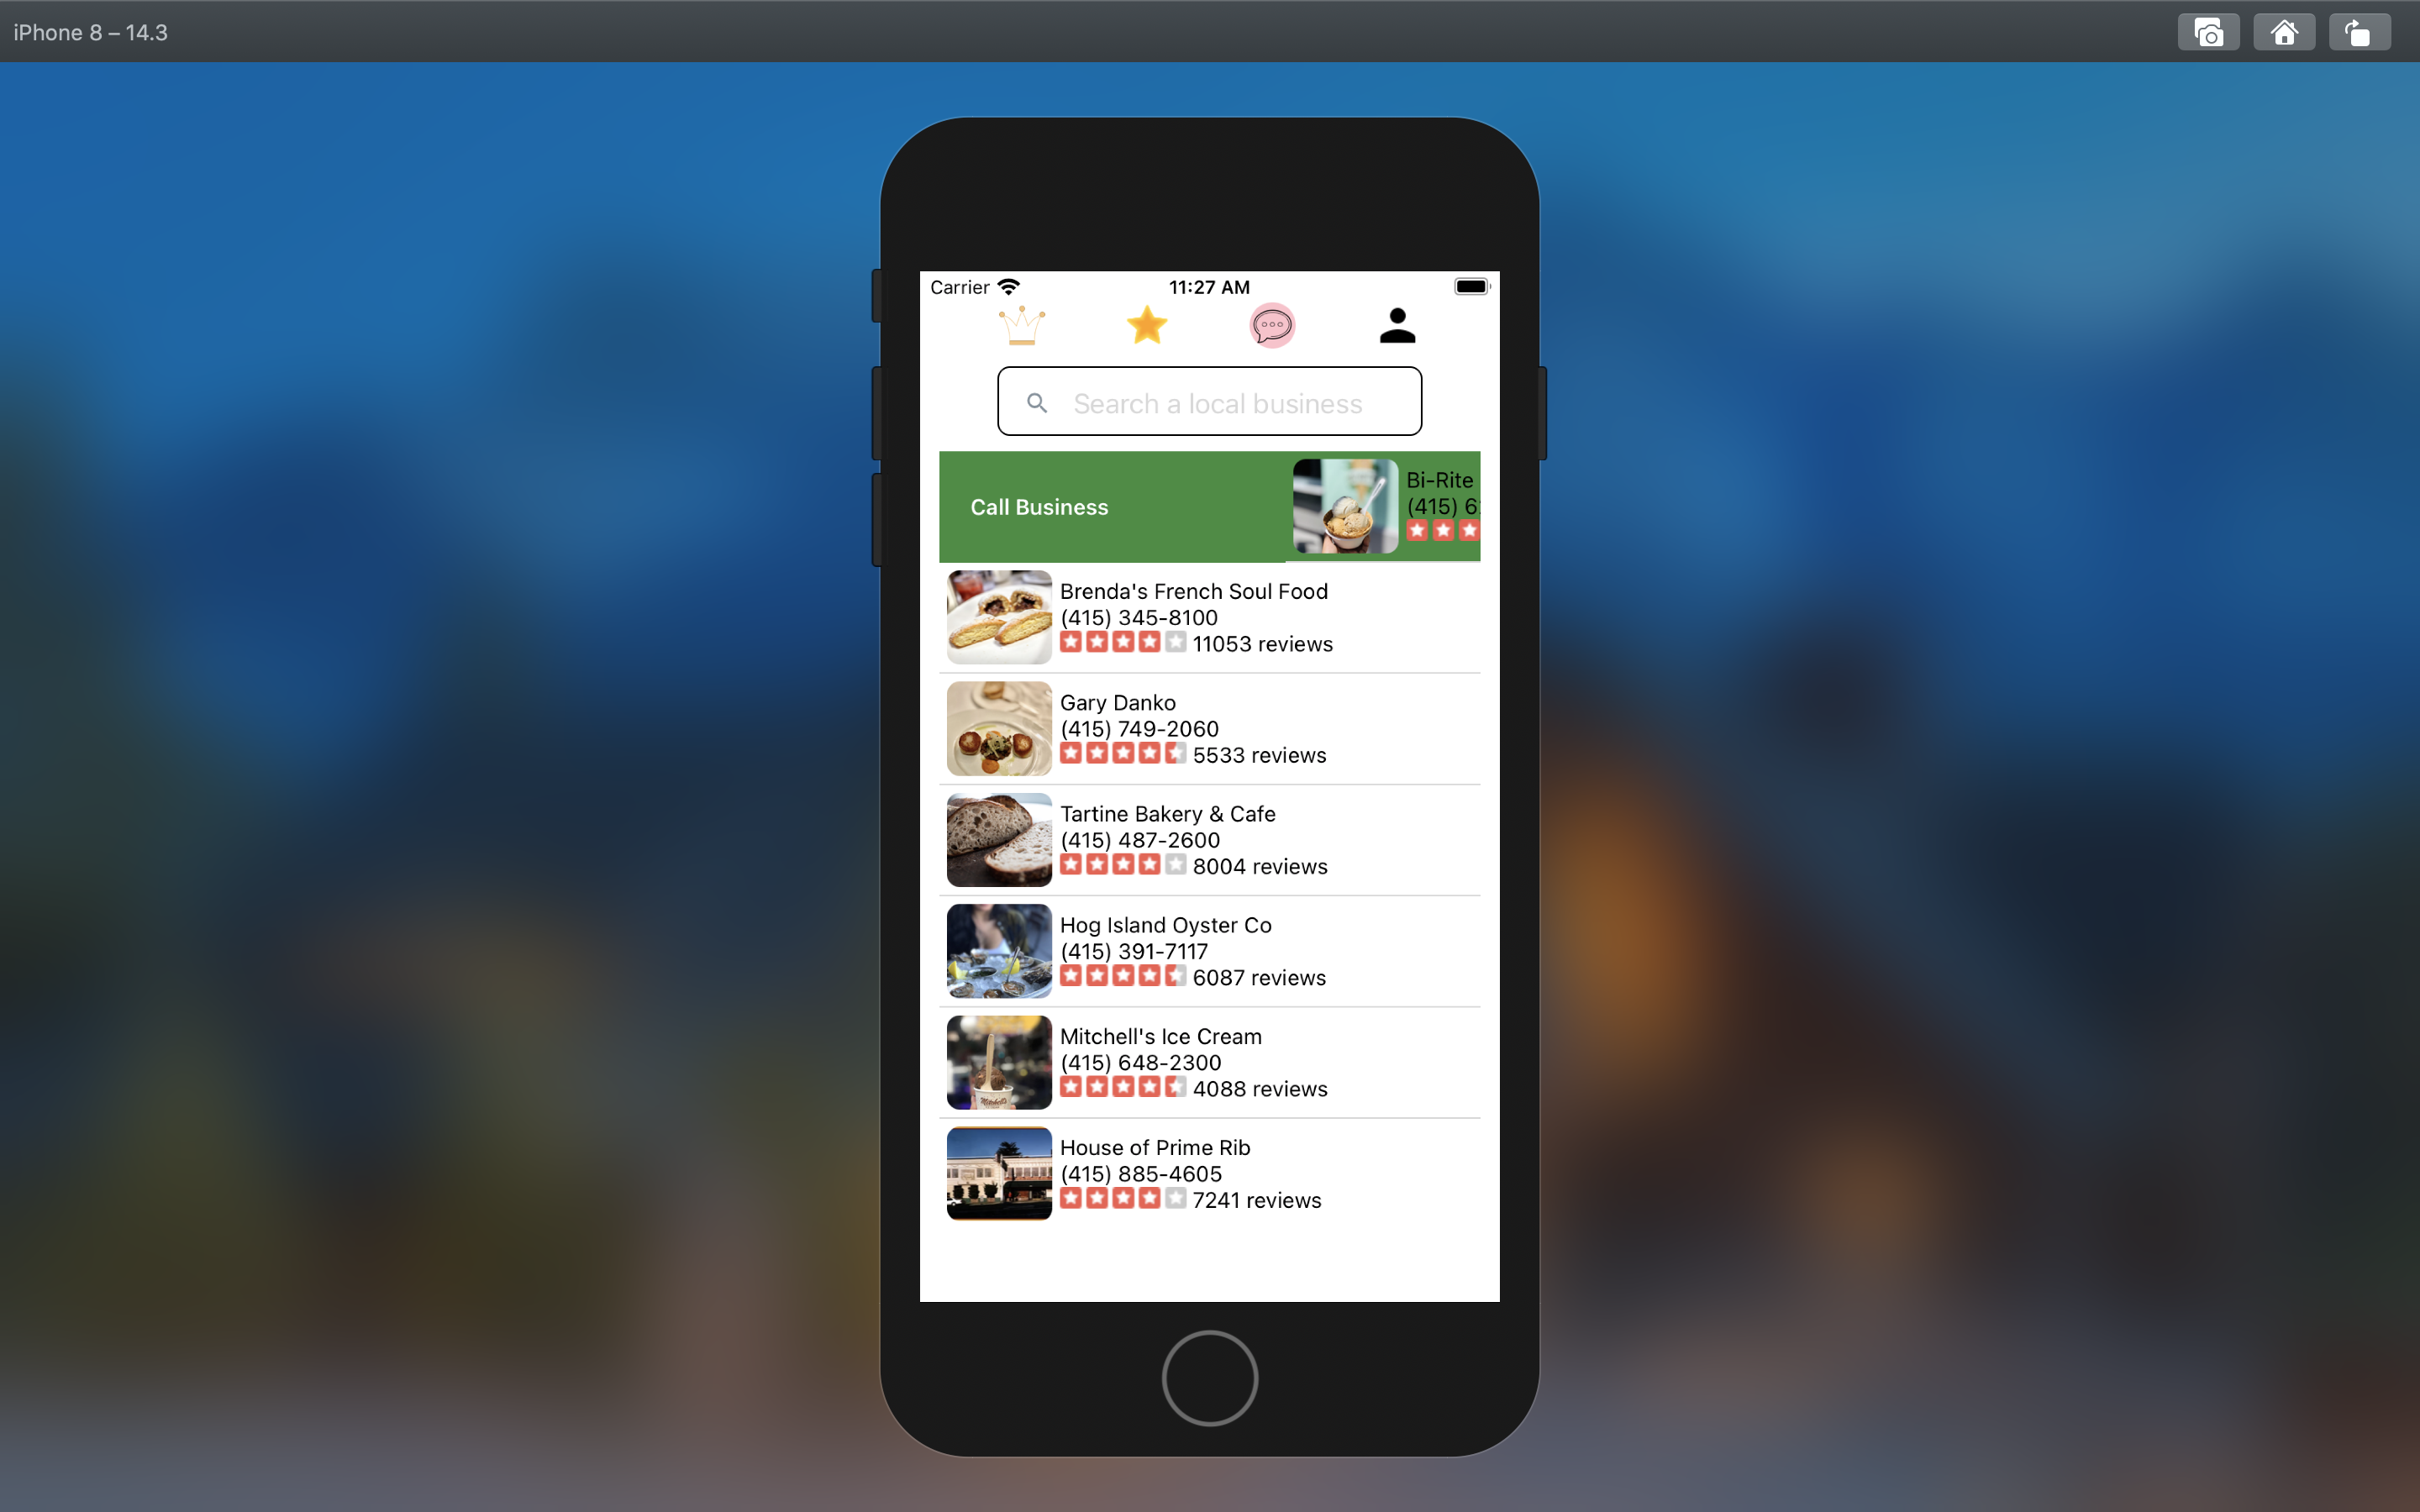 iPhone 8 – 14.3
Carrier
11:27 AM
Search a local business
Call Business
Bi-Rite
(415) 6
Brenda's French Soul Food
(415) 345-8100
11053 reviews
Gary Danko
(415) 749-2060
5533 reviews
Tartine Bakery & Cafe
(415) 487-2600
8004 reviews
Hog Island Oyster Co
(415) 391-7117
6087 reviews
Mitchell's Ice Cream
(415) 648-2300
Mitchell's
4088 reviews
House of Prime Rib
(415) 885-4605
7241 reviews